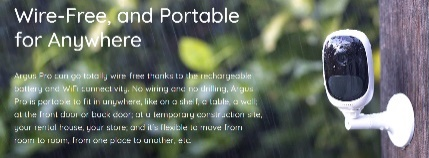 Wire-Free, and Portable
for Anywhere
Argus Pro can go totally wire free thanks to the rechargeable
battery and WiFi connectivity. No wiring and no drilling, Argus
Pro is portable to fit in anywhere, like on a shelf, a table, a wall;
at the front door or back door; at a temporary construction site,
your rental house, your store; and it's flexible to move from
room to room, from one place to another, etc.